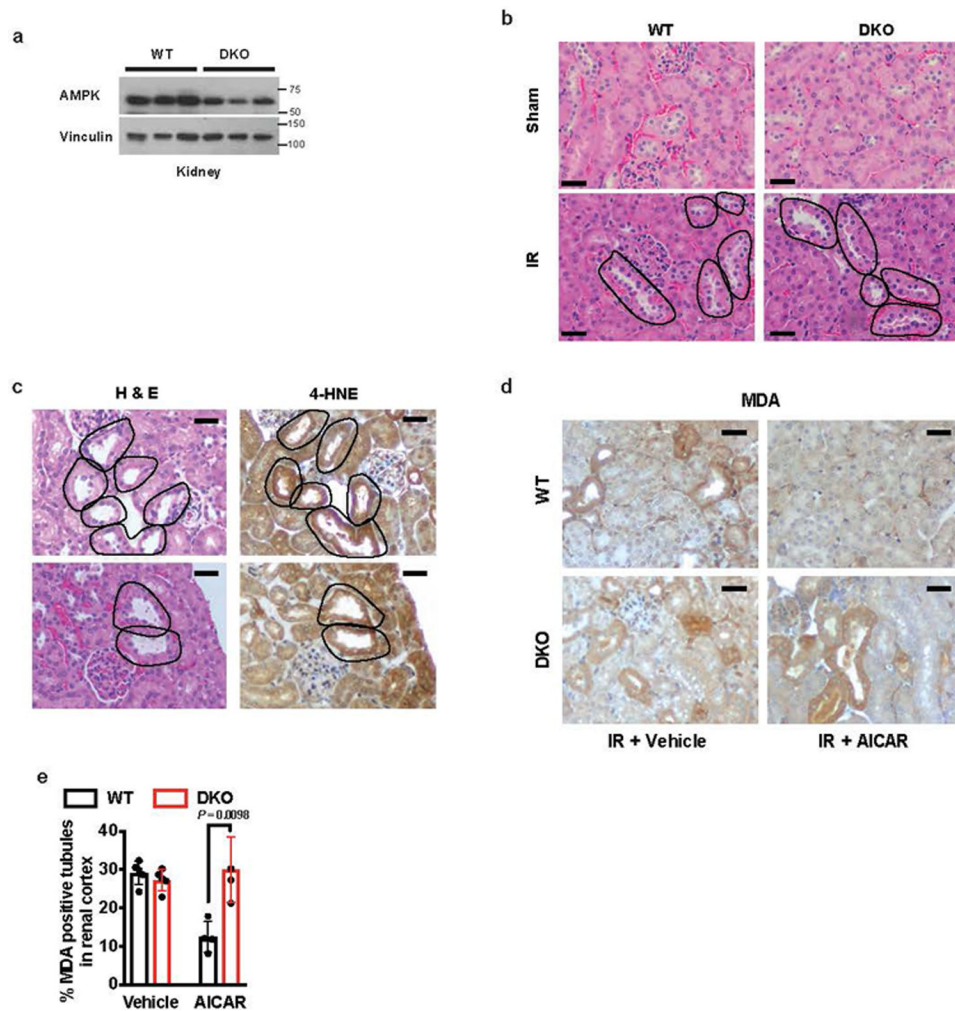 a
WT DKO
AMPK
75
50
Vinculin
150
100
Kidney
b
WT DKO
Sham
IR
c
H & E 4-HNE
d
MDA
WT
DKO
IR + Vehicle IR + AICAR
e
WT DKO
P = 0.0098
% MDA positive tubules
in renal cortex
40
30
20
10
0
Vehicle AICAR